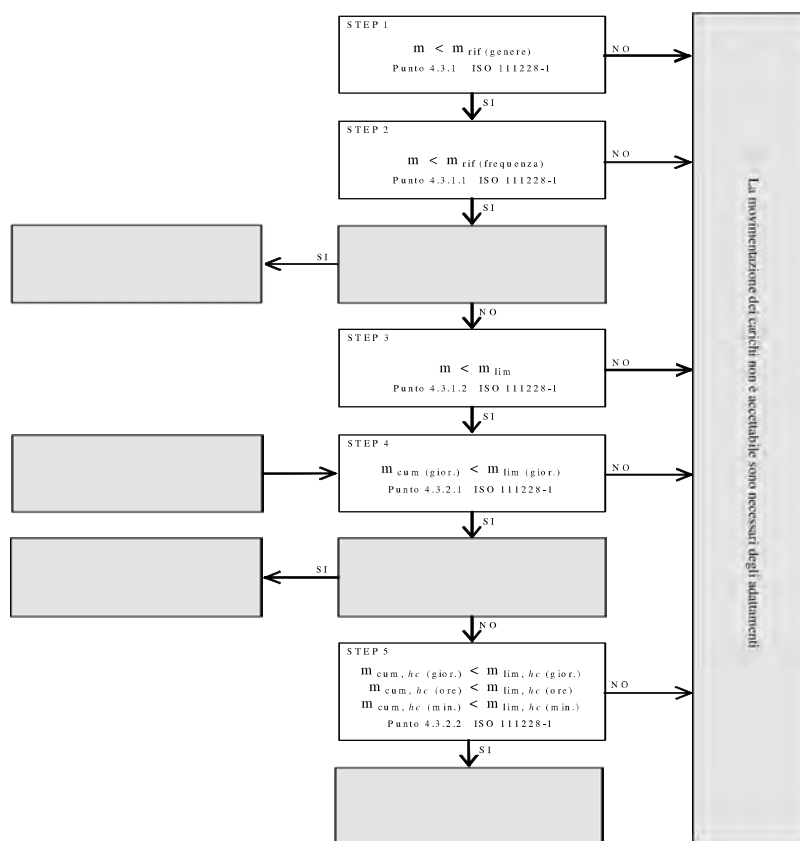 STEP 1
m < m rif (genere)
Punto 4.3.1 ISO 111228-1
NO
SI
STEP 2
m < m rif (frequenza)
Punto 4.3.1.1 ISO 111228-1
NO
SI
SI
NO
STEP 3
m < m lim
Punto 4.3.1.2 ISO 111228-1
NO
SI
STEP 4
m cum (gior.) < m lim (gior.)
Punto 4.3.2.1 ISO 111228-1
NO
SI
SI
NO
STEP 5
m cum, hc (gior.) < m lim, hc (gior.)
m cum, hc (ore) < m lim, hc (ore)
m cum, hc (min.) < m lim, hc (min.)
Punto 4.3.2.2 ISO 111228-1
NO
SI
La movimentazione dei carichi non è accettabile sono necessari degli adattamenti